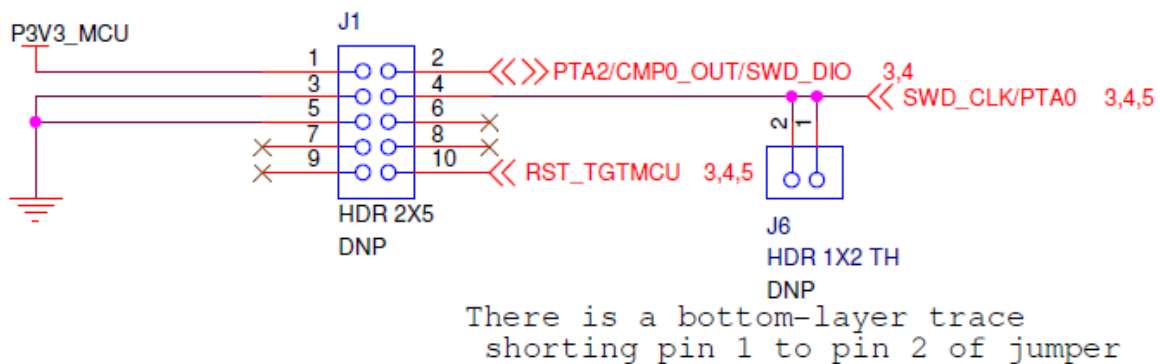 J1
P3V3_MCU
1 2 PTA2/CMP0_OUT/SWD_DIO 3,4
3 4 SWD_CLK/PTA0 3,4,5
5 6
7 8
9 10 RST_TGTMCU 3,4,5
2 1
HDR 2X5
DNP
J6
HDR 1X2 TH
DNP
There is a bottom-layer trace
shorting pin 1 to pin 2 of jumper